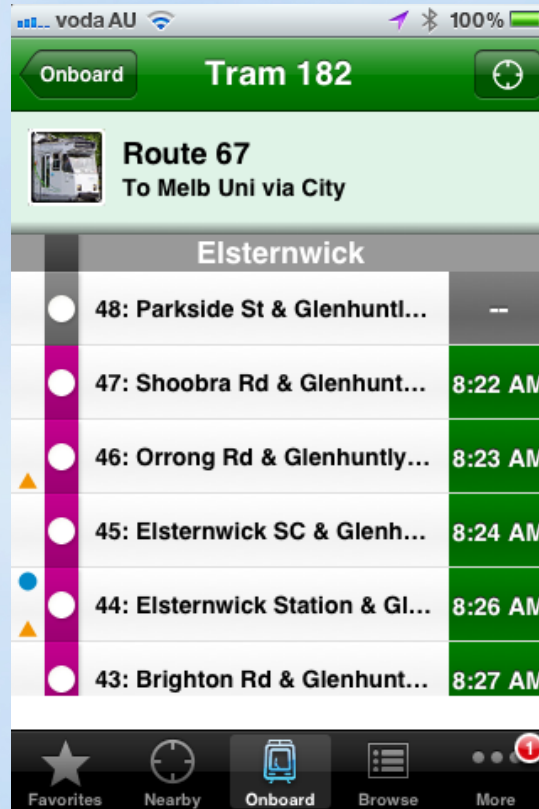 voda AU 100%
Onboard Tram 182
Route 67
To Melb Uni via City
Elsternwick
48: Parkside St & Glenhuntl... --
47: Shoobra Rd & Glenhunt... 8:22 AM
46: Orrong Rd & Glenhuntly... 8:23 AM
45: Elsternwick SC & Glenh... 8:24 AM
44: Elsternwick Station & Gl... 8:26 AM
43: Brighton Rd & Glenhunt... 8:27 AM
1
Favorites Nearby Onboard Browse More